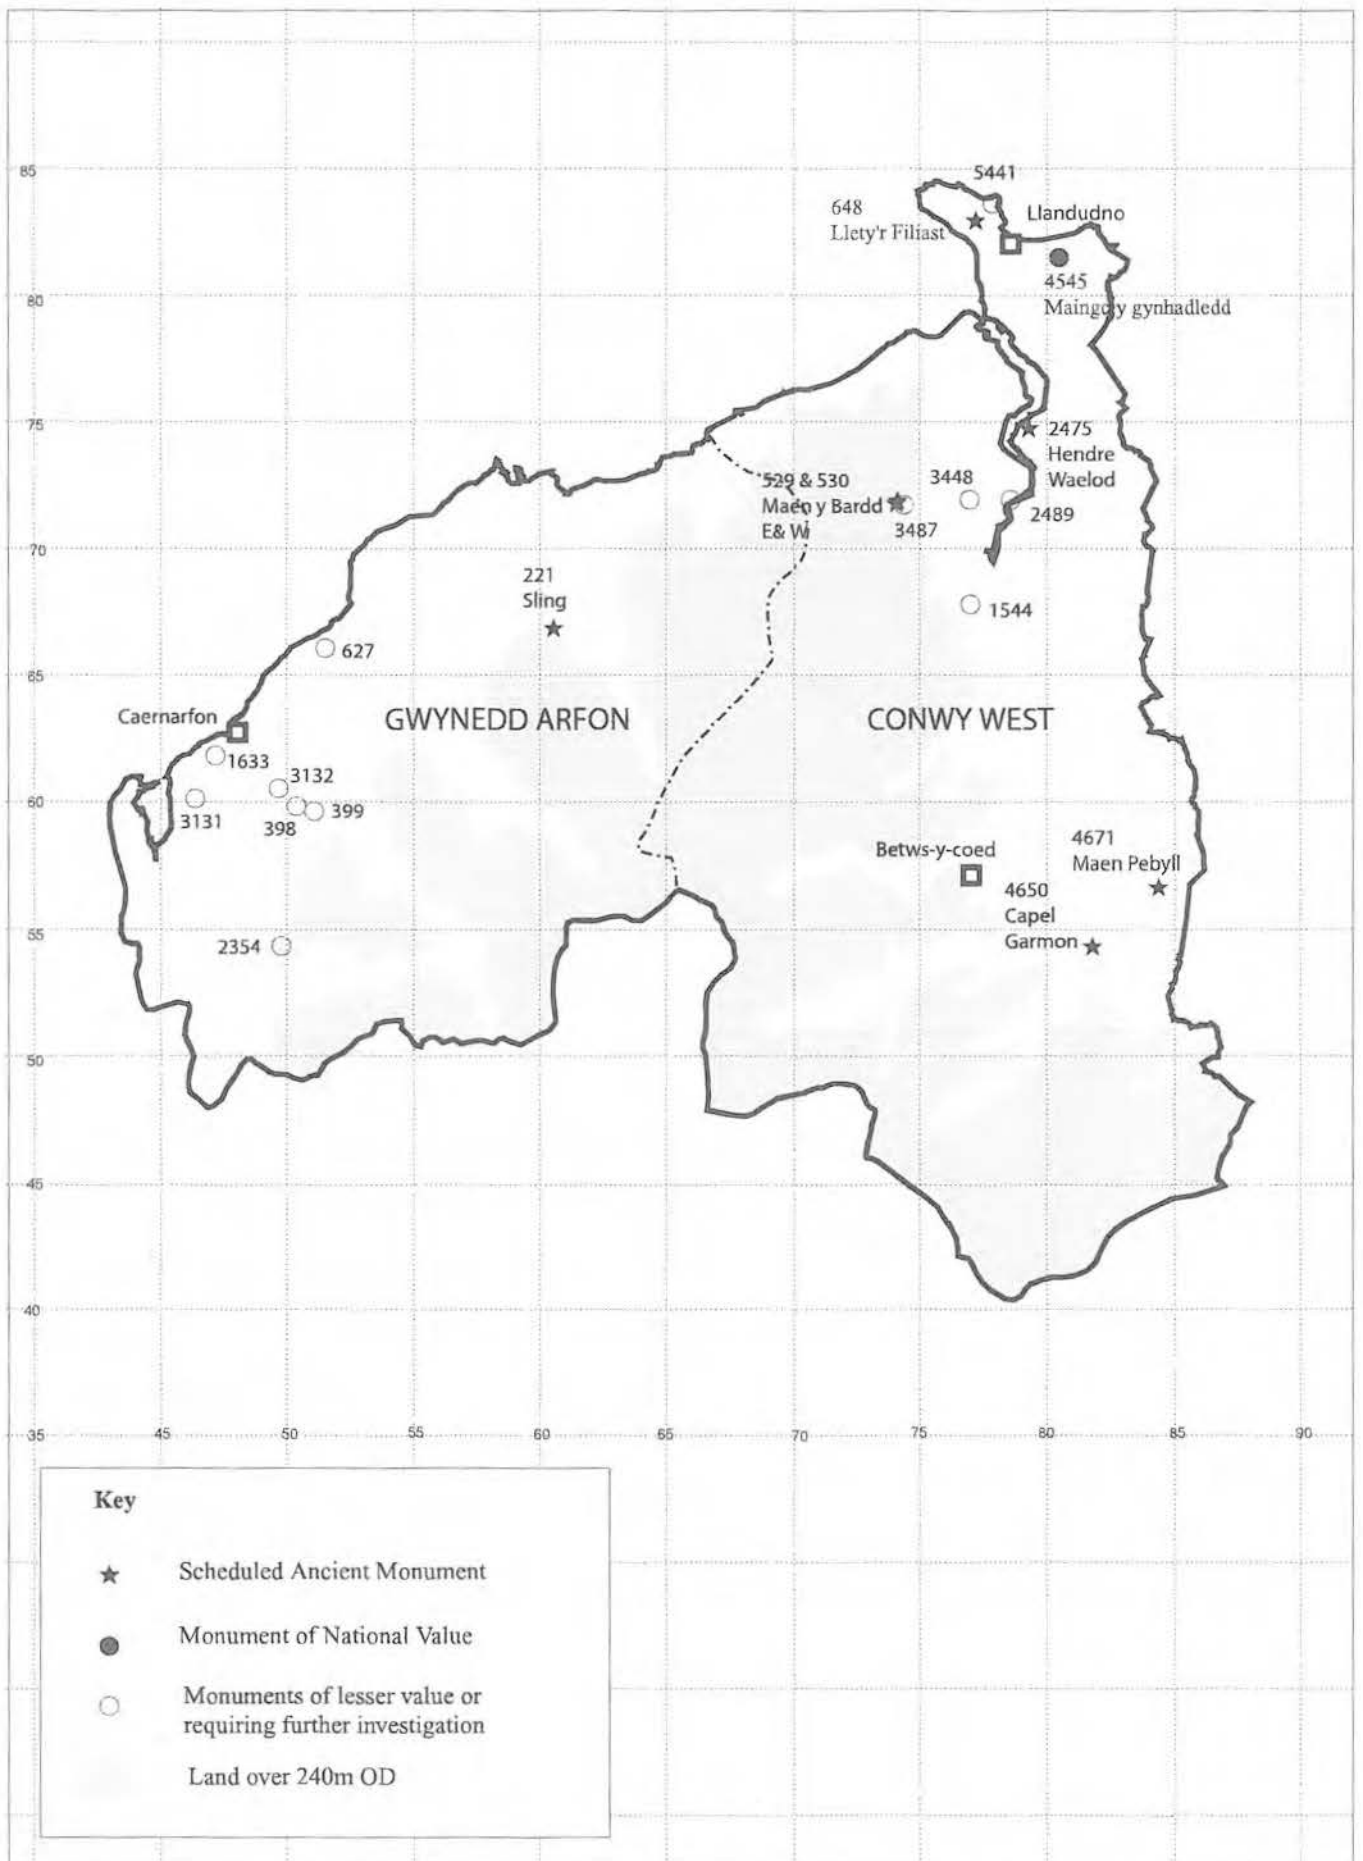 85
5441
648
Llety'r Filiast
Llandudno
80
4545
Maingc y gynhadledd
75
2475
Hendre
Waelod
529 & 530
Maen y Bardd
E& W
3448
3487
2489
70
221
Sling
1544
627
65
Caernarfon
GWYNEDD ARFON
CONWY WEST
1633
3132
60
3131
398
399
Betws-y-coed
4671
Maen Pebyll
4650
Capel
Garmon
55
2354
50
45
40
35
45
50
55
60
65
70
75
80
85
90
Key
Scheduled Ancient Monument
Monument of National Value
Monuments of lesser value or
requiring further investigation
Land over 240m OD